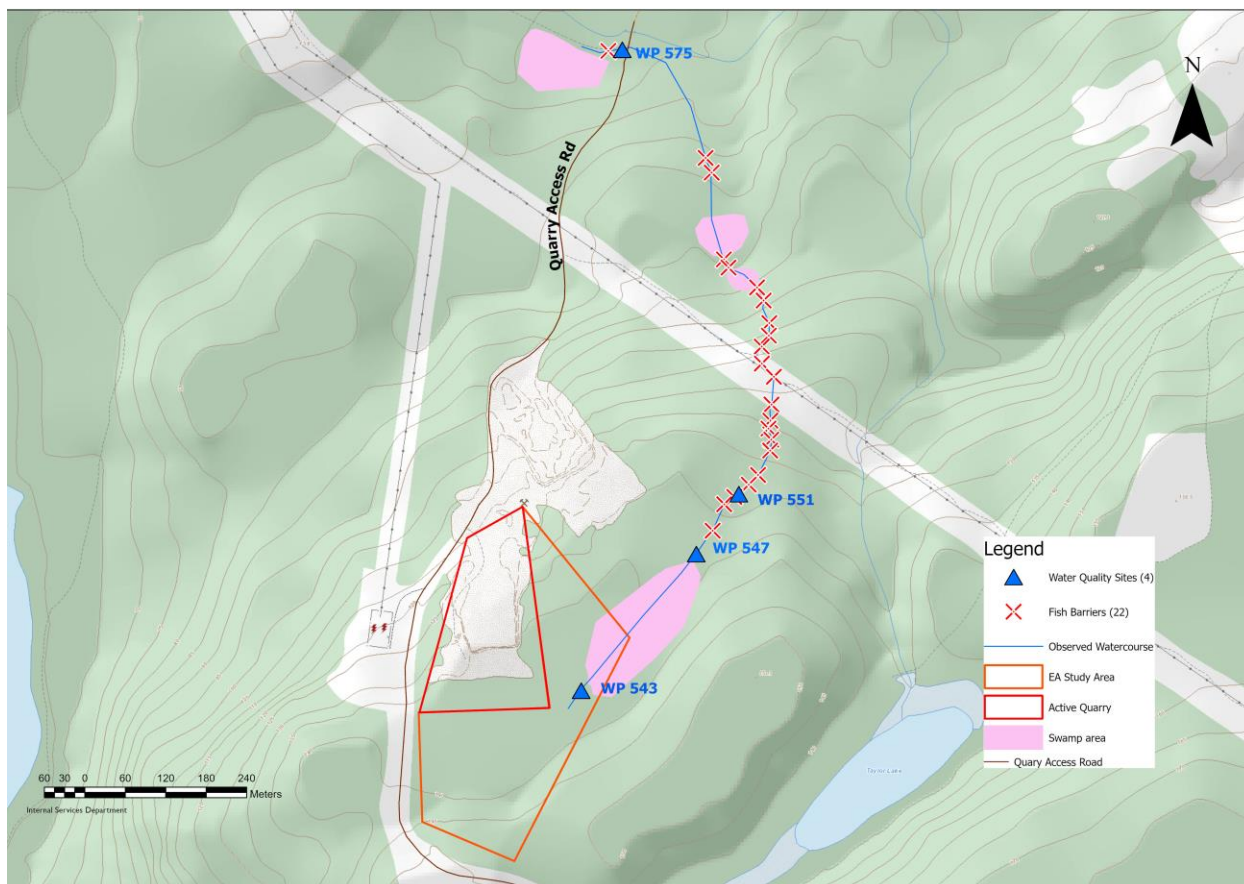 WP 575
N
Quarry Access Rd
WP 551
WP 547
WP 543
Legend
Water Quality Sites (4)
Fish Barriers (22)
Observed Watercourse
EA Study Area
Active Quarry
Swamp area
Quary Access Road
60 30 0 60 120 180 240
Meters
Internal Services Department